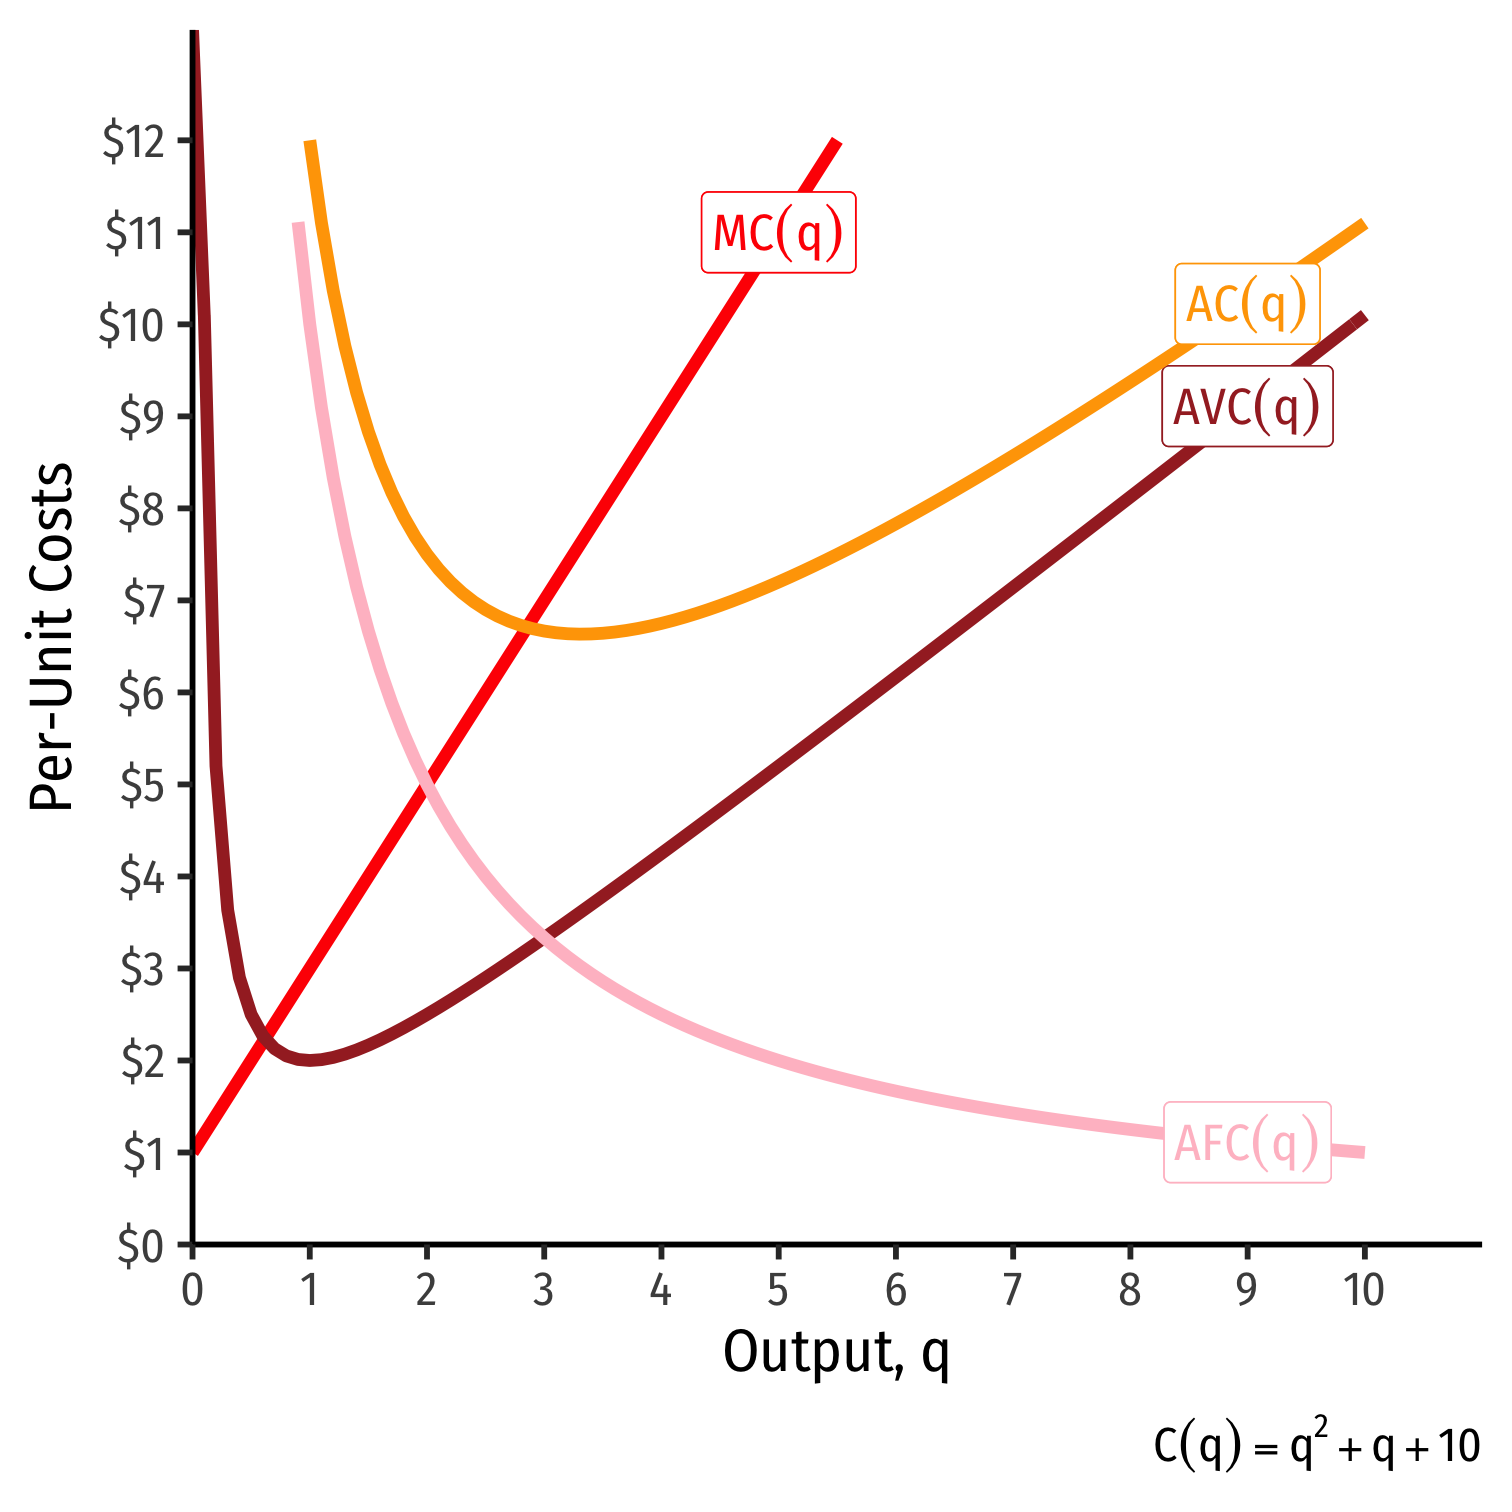 $12
$11
$10
$9
$8
$7
$6
$5
$4
$3
$2
$1
$0
Per-Unit Costs
MC(q)
AC(q)
AVC(q)
AFC(q)
0 1 2 3 4 5 6 7 8 9 10
Output, q
C(q) = q² + q + 10